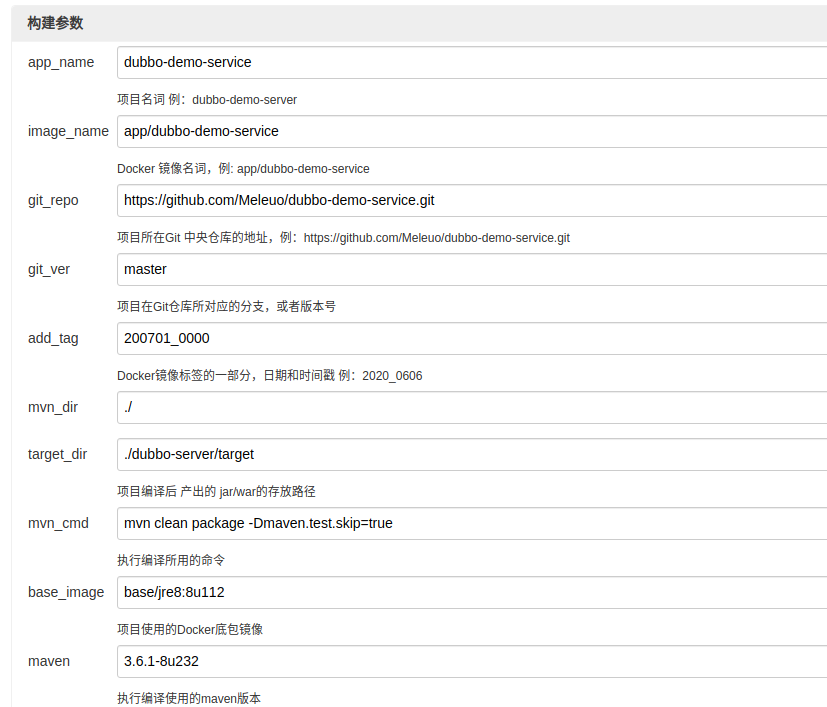 构建参数
app_name
dubbo-demo-service
项目名词 例：dubbo-demo-server
image_name
app/dubbo-demo-service
Docker 镜像名词，例: app/dubbo-demo-service
git_repo
https://github.com/Meleuo/dubbo-demo-service.git
项目所在Git 中央仓库的地址，例：https://github.com/Meleuo/dubbo-demo-service.git
git_ver
master
项目在Git仓库所对应的分支，或者版本号
add_tag
200701_0000
Docker镜像标签的一部分，日期和时间戳 例：2020_0606
mvn_dir
./
target_dir
./dubbo-server/target
项目编译后 产出的 jar/war的存放路径
mvn_cmd
mvn clean package -Dmaven.test.skip=true
执行编译所用的命令
base_image
base/jre8:8u112
项目使用的Docker底包镜像
maven
3.6.1-8u232
执行编译使用的maven版本